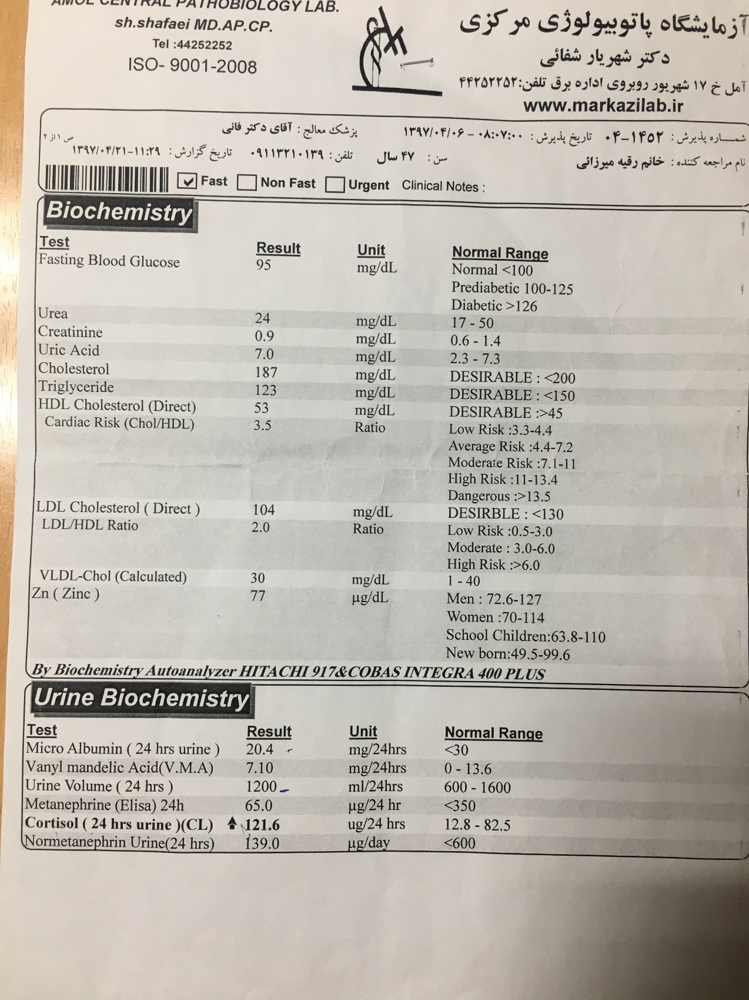 AMOL CENTRAL PATHOBIOLOGY LAB.
sh.shafaei MD.AP.CP.
Tel :44252252
ISO- 9001-2008
آزمایشگاه پاتوبیولوژی مرکزی
دکتر شهریار شفائی
آمل خ ۱۷ شهریور روبروی اداره برق تلفن:۴۴۲۵۲۲۵۲
www.markazilab.ir
شماره پذیرش : ۱۴۵۲-۰۴ تاریخ پذیرش : ۰۸:۰۷:۰۰ - ۱۳۹۷/۰۴/۰۶ پزشک معالج : آقای دکتر فانی ص ۱ از ۲
نام مراجعه کننده : خانم رقیه میرزائی سن : ۴۷ سال تلفن : ۰۹۱۱۳۲۱۰۱۳۹ تاریخ گزارش : ۱۱:۲۹-۱۳۹۷/۰۴/۲۱
Fast Non Fast Urgent Clinical Notes :
Biochemistry
Test Result Unit Normal Range
Fasting Blood Glucose 95 mg/dL Normal <100
Prediabetic 100-125
Diabetic >126
Urea 24 mg/dL 17 - 50
Creatinine 0.9 mg/dL 0.6 - 1.4
Uric Acid 7.0 mg/dL 2.3 - 7.3
Cholesterol 187 mg/dL DESIRABLE : <200
Triglyceride 123 mg/dL DESIRABLE : <150
HDL Cholesterol (Direct) 53 mg/dL DESIRABLE :>45
Cardiac Risk (Chol/HDL) 3.5 Ratio Low Risk :3.3-4.4
Average Risk :4.4-7.2
Moderate Risk :7.1-11
High Risk :11-13.4
Dangerous :>13.5
LDL Cholesterol ( Direct ) 104 mg/dL DESIRBLE : <130
LDL/HDL Ratio 2.0 Ratio Low Risk :0.5-3.0
Moderate : 3.0-6.0
High Risk :>6.0
VLDL-Chol (Calculated) 30 mg/dL 1 - 40
Zn ( Zinc ) 77 µg/dL Men : 72.6-127
Women :70-114
School Children:63.8-110
New born:49.5-99.6
By Biochemistry Autoanalyzer HITACHI 917&COBAS INTEGRA 400 PLUS
Urine Biochemistry
Test Result Unit Normal Range
Micro Albumin ( 24 hrs urine ) 20.4 mg/24hrs <30
Vanyl mandelic Acid(V.M.A) 7.10 mg/24hrs 0 - 13.6
Urine Volume ( 24 hrs ) 1200 ml/24hrs 600 - 1600
Metanephrine (Elisa) 24h 65.0 µg/24 hr <350
Cortisol ( 24 hrs urine )(CL) 121.6 ug/24 hrs 12.8 - 82.5
Normetanephrin Urine(24 hrs) 139.0 µg/day <600